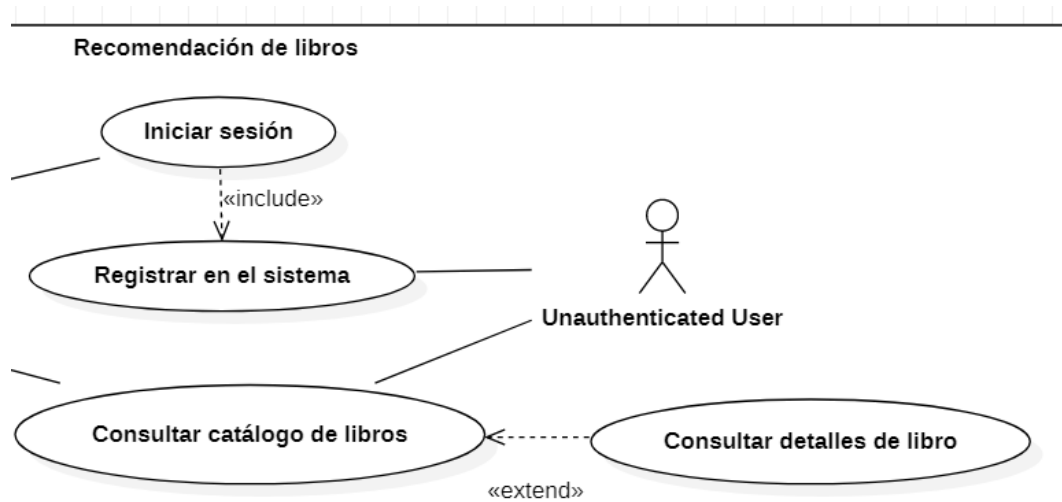 Recomendación de libros
Iniciar sesión
«include»
Registrar en el sistema
Unauthenticated User
Consultar catálogo de libros
Consultar detalles de libro
«extend»